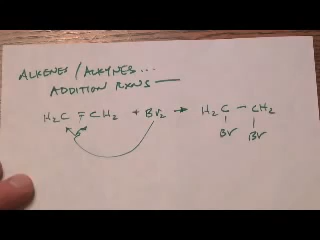 ALKENES / ALKYNES ...
ADDITION RXNS
H₂C = CH₂ + Br₂ → H₂C - CH₂
Br Br